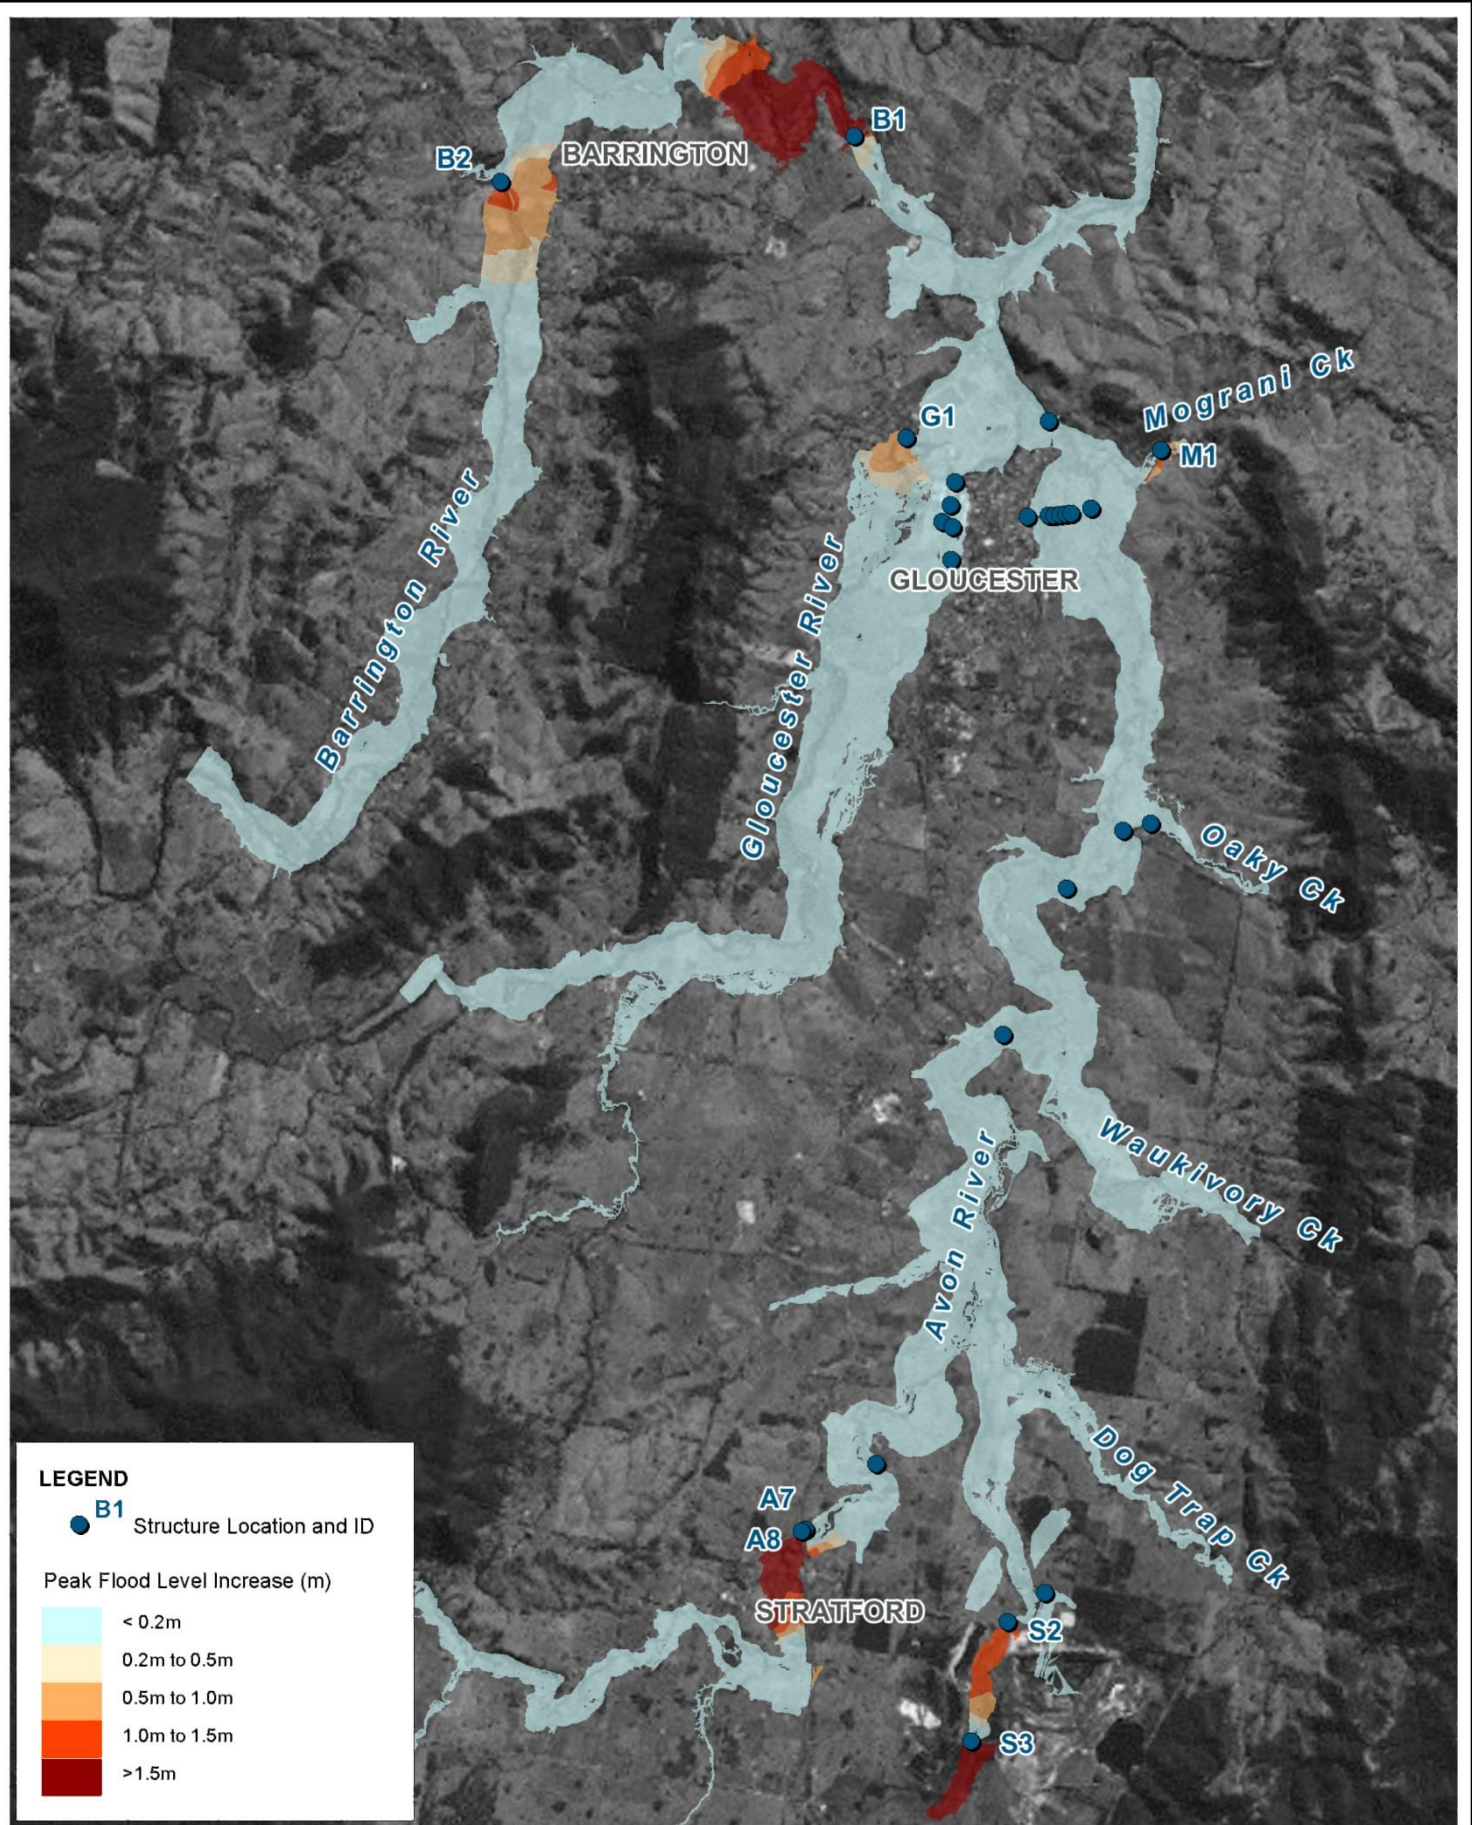 B1
B2
BARRINGTON
Mograni Ck
G1
M1
Barrington River
Gloucester River
GLOUCESTER
Oaky Ck
Waukivory Ck
Avon River
Dog Trap Ck
A7
A8
STRATFORD
S2
S3
LEGEND
B1
Structure Location and ID
Peak Flood Level Increase (m)
< 0.2m
0.2m to 0.5m
0.5m to 1.0m
1.0m to 1.5m
>1.5m